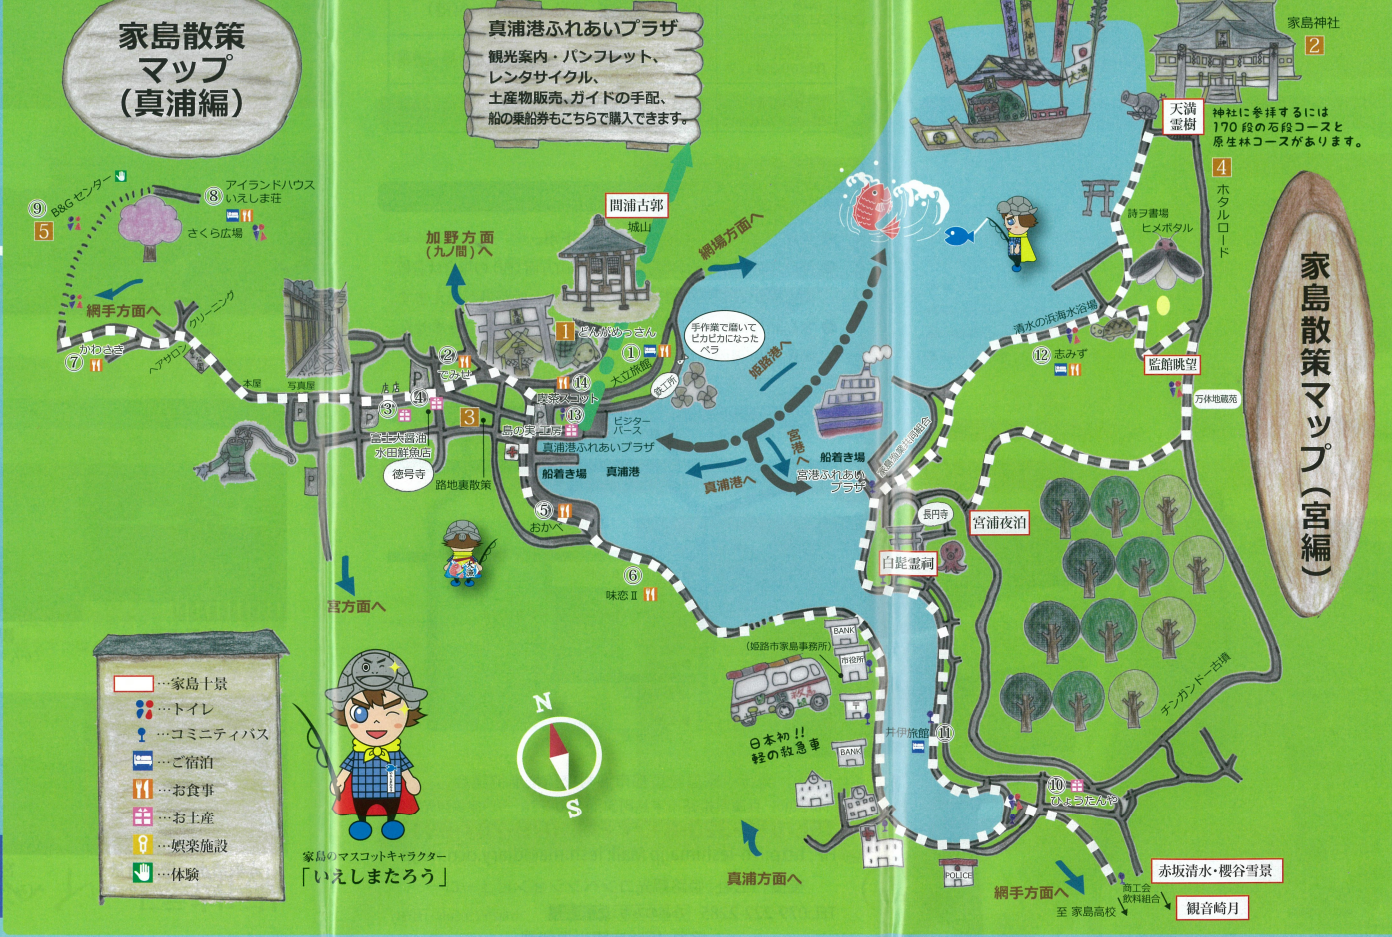 家島散策
マップ
（真浦編）
真浦港ふれあいプラザ
観光案内・パンフレット、
レンタサイクル、
土産物販売、ガイドの手配、
船の乗船券もこちらで購入できます。
家島神社
2
天満
霊樹
神社に参拝するには
170段の石段コースと
原生林コースがあります。
4
ホタルロード
詩ヲ書場
ヒメボタル
家島散策マップ（宮編）
⑨
B&Gセンター
5
⑧
アイランドハウス
いえしま荘
さくら広場
網手方面へ
⑦
かわさき
ヘアサロン
クリーニング
本屋
写真屋
加野方面
(九ノ間)へ
間浦古郭
城山
網場方面へ
1
どんがめっさん
①
大立旅館
手作業で磨いて
ピカピカになった
ペラ
鉄工所
②
でみせ
⑭
喫茶スコット
⑬
島の実工房
ビジター
バース
真浦港ふれあいプラザ
③
④
3
富士大醤油
水田鮮魚店
徳号寺
路地裏散策
船着き場
真浦港
⑤
おかべ
⑥
味恋Ⅱ
宮方面へ
姫路港へ
宮港へ
真浦港へ
船着き場
宮港ふれあい
プラザ
家島漁業共同組合
清水の浜海水浴場
⑫
志みず
監館眺望
万体地蔵苑
長円寺
宮浦夜泊
白髭霊祠
チンガンドー古墳
BANK
(姫路市家島事務所)
市役所
〒
BANK
日本初!!
軽の救急車
井伊旅館
⑪
⑩
ひょうたんや
POLICE
真浦方面へ
網手方面へ
至 家島高校
商工会
飲料組合
赤坂清水・櫻谷雪景
観音崎月
…家島十景
…トイレ
…コミニティバス
…ご宿泊
…お食事
…お土産
…娯楽施設
…体験
家島のマスコットキャラクター
「いえしまたろう」
N
S